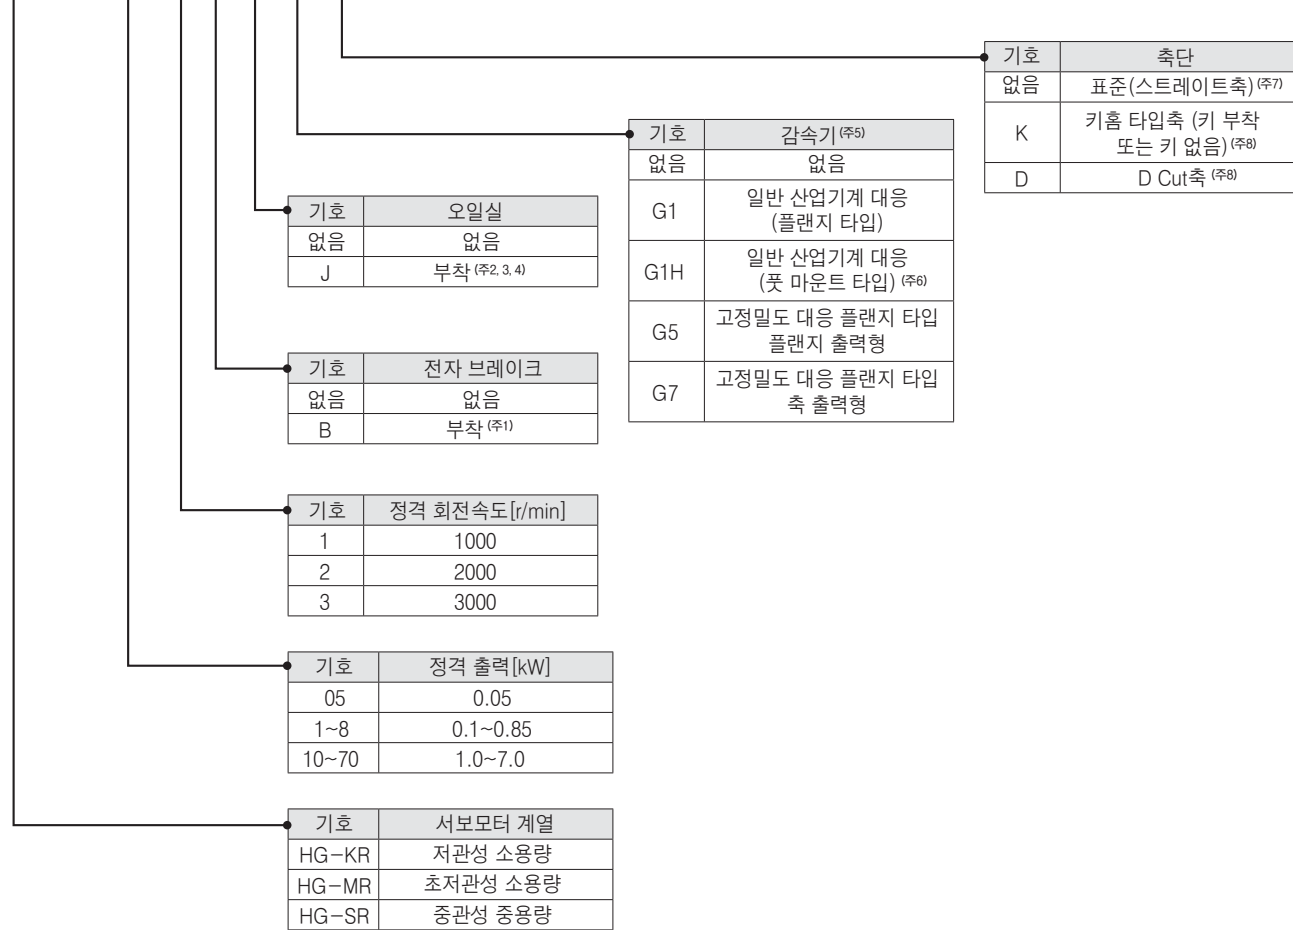 기호 축단
없음 표준(스트레이트축) (주7)
K 키홈 타입축 (키 부착
또는 키 없음) (주8)
D D Cut축 (주8)
기호 감속기 (주5)
없음 없음
G1 일반 산업기계 대응
(플랜지 타입)
G1H 일반 산업기계 대응
(풋 마운트 타입) (주6)
G5 고정밀도 대응 플랜지 타입
플랜지 출력형
G7 고정밀도 대응 플랜지 타입
축 출력형
기호 오일실
없음 없음
J 부착 (주2, 3, 4)
기호 전자 브레이크
없음 없음
B 부착 (주1)
기호 정격 회전속도[r/min]
1 1000
2 2000
3 3000
기호 정격 출력[kW]
05 0.05
1~8 0.1~0.85
10~70 1.0~7.0
기호 서보모터 계열
HG-KR 저관성 소용량
HG-MR 초저관성 소용량
HG-SR 중관성 중용량